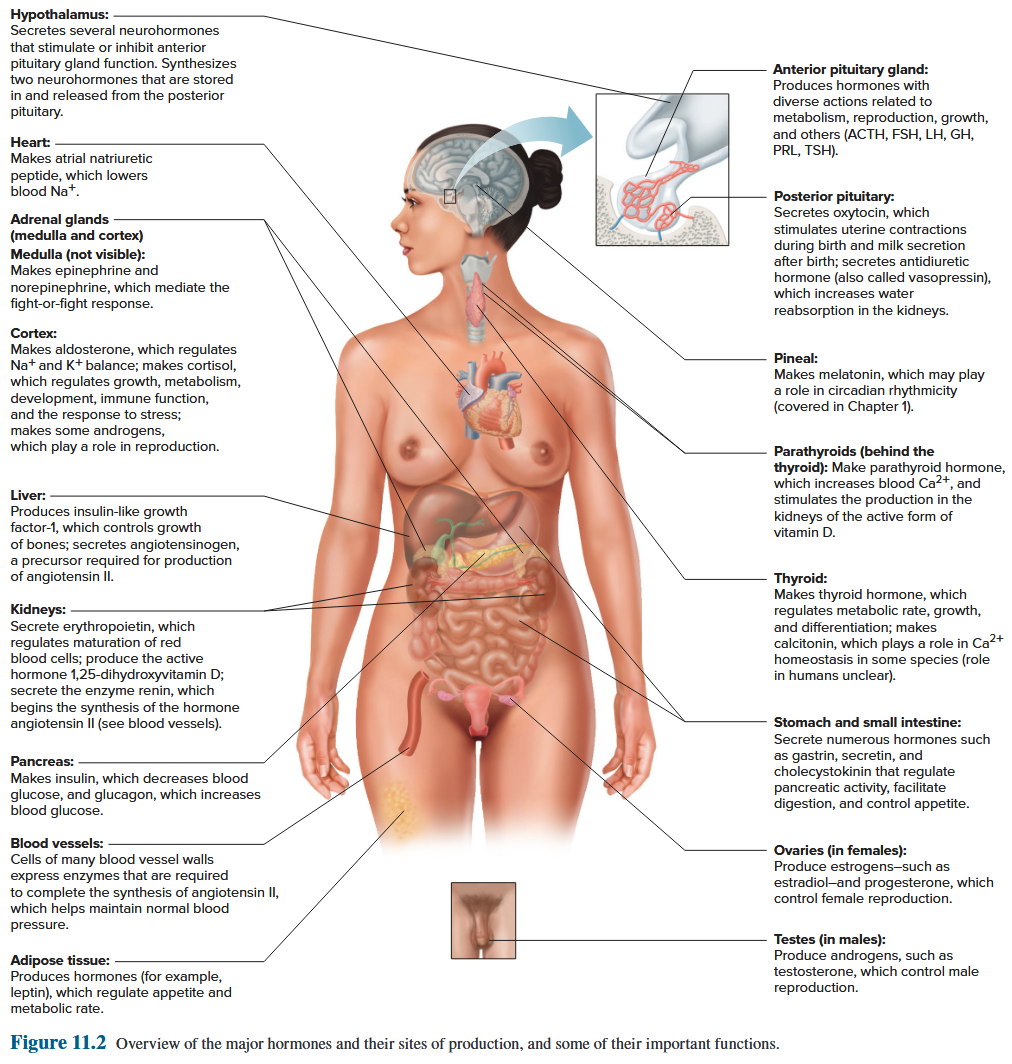 Hypothalamus:
Secretes several neurohormones
that stimulate or inhibit anterior
pituitary gland function. Synthesizes
two neurohormones that are stored
in and released from the posterior
pituitary.
Heart:
Makes atrial natriuretic
peptide, which lowers
blood Na⁺.
Adrenal glands
(medulla and cortex)
Medulla (not visible):
Makes epinephrine and
norepinephrine, which mediate the
fight-or-fight response.
Cortex:
Makes aldosterone, which regulates
Na⁺ and K⁺ balance; makes cortisol,
which regulates growth, metabolism,
development, immune function,
and the response to stress;
makes some androgens,
which play a role in reproduction.
Liver:
Produces insulin-like growth
factor-1, which controls growth
of bones; secretes angiotensinogen,
a precursor required for production
of angiotensin II.
Kidneys:
Secrete erythropoietin, which
regulates maturation of red
blood cells; produce the active
hormone 1,25-dihydroxyvitamin D;
secrete the enzyme renin, which
begins the synthesis of the hormone
angiotensin II (see blood vessels).
Pancreas:
Makes insulin, which decreases blood
glucose, and glucagon, which increases
blood glucose.
Blood vessels:
Cells of many blood vessel walls
express enzymes that are required
to complete the synthesis of angiotensin II,
which helps maintain normal blood
pressure.
Adipose tissue:
Produces hormones (for example,
leptin), which regulate appetite and
metabolic rate.
Anterior pituitary gland:
Produces hormones with
diverse actions related to
metabolism, reproduction, growth,
and others (ACTH, FSH, LH, GH,
PRL, TSH).
Posterior pituitary:
Secretes oxytocin, which
stimulates uterine contractions
during birth and milk secretion
after birth; secretes antidiuretic
hormone (also called vasopressin),
which increases water
reabsorption in the kidneys.
Pineal:
Makes melatonin, which may play
a role in circadian rhythmicity
(covered in Chapter 1).
Parathyroids (behind the
thyroid): Make parathyroid hormone,
which increases blood Ca²⁺, and
stimulates the production in the
kidneys of the active form of
vitamin D.
Thyroid:
Makes thyroid hormone, which
regulates metabolic rate, growth,
and differentiation; makes
calcitonin, which plays a role in Ca²⁺
homeostasis in some species (role
in humans unclear).
Stomach and small intestine:
Secrete numerous hormones such
as gastrin, secretin, and
cholecystokinin that regulate
pancreatic activity, facilitate
digestion, and control appetite.
Ovaries (in females):
Produce estrogens—such as
estradiol—and progesterone, which
control female reproduction.
Testes (in males):
Produce androgens, such as
testosterone, which control male
reproduction.
Figure 11.2 Overview of the major hormones and their sites of production, and some of their important functions.